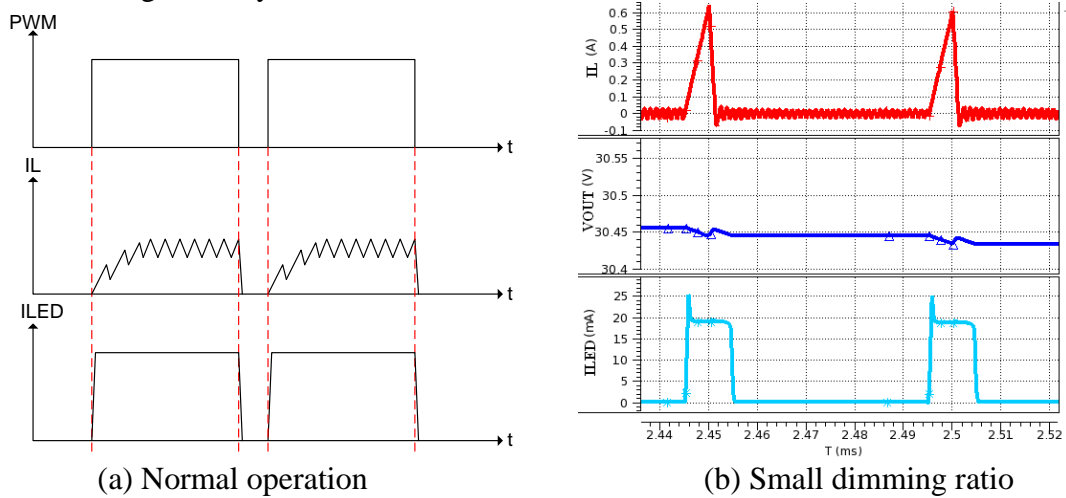 PWM
t
IL
t
ILED
t
(a) Normal operation
IL (A)
0.6
0.5
0.4
0.3
0.2
0.1
0
-0.1
VOUT (V)
30.55
30.5
30.45
30.4
ILED (mA)
25
20
15
10
5
0
2.44 2.45 2.46 2.47 2.48 2.49 2.5 2.51 2.52
T (ms)
(b) Small dimming ratio